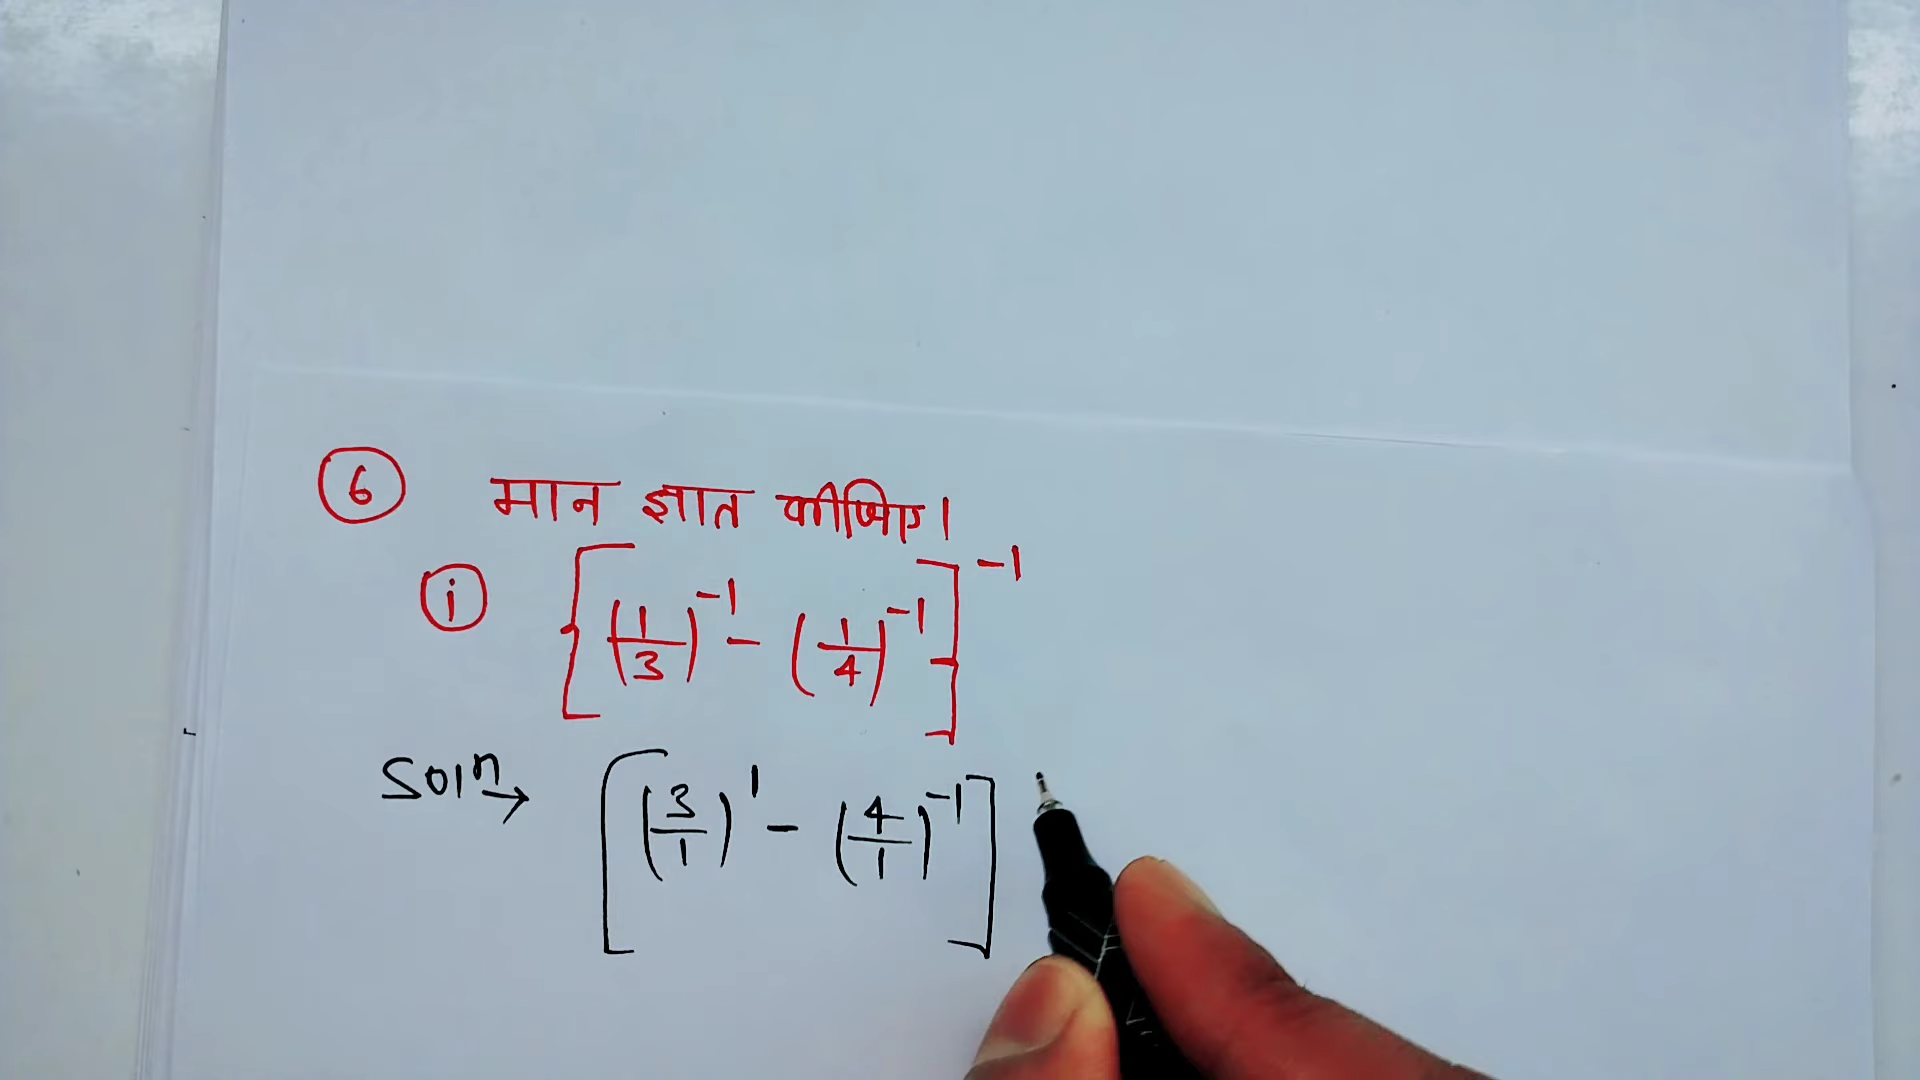 6 मान ज्ञात कीजिए।
i [(1/3)^-1 - (1/4)^-1]^-1
Soln→ [(3/1)^1 - (4/1)^-1]